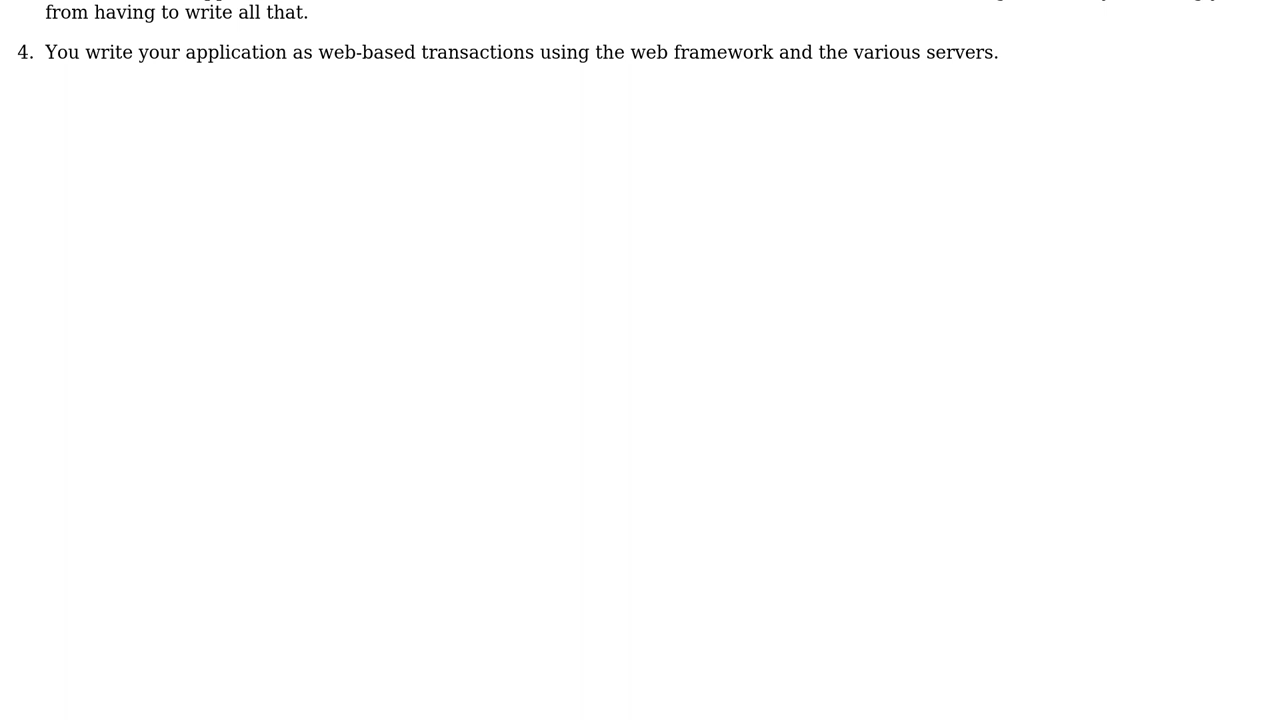 from having to write all that.
4. You write your application as web-based transactions using the web framework and the various servers.